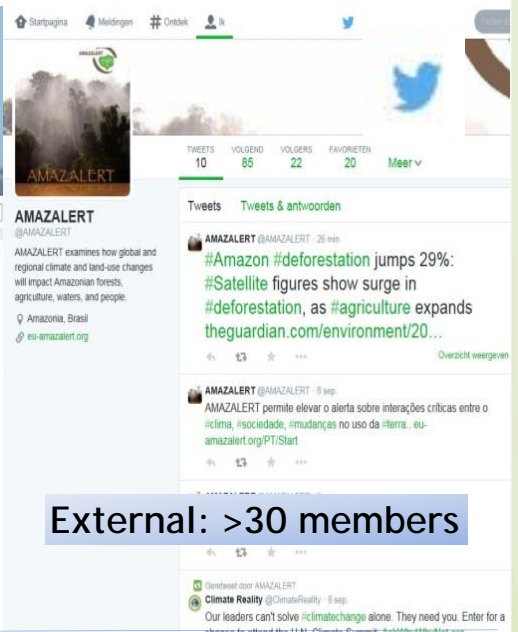 Startpagina Meldingen Ontdek Ik
AMAZALERT
AMAZALERT
AMAZALERT
@AMAZALERT
AMAZALERT examines how global and
regional climate and land-use changes
will impact Amazonian forests,
agriculture, waters, and people.
Amazonia, Brasil
eu-amazalert.org
TWEETS VOLGEND VOLGERS FAVORIETEN
10 85 22 20 Meer
Tweets Tweets & antwoorden
AMAZALERT @AMAZALERT · 26 min
#Amazon #deforestation jumps 29%:
#Satellite figures show surge in
#deforestation, as #agriculture expands
theguardian.com/environment/20…
Overzicht weergeven
AMAZALERT @AMAZALERT · 8 sep.
AMAZALERT permite elevar o alerta sobre interações críticas entre o
#clima, #sociedade, #mudanças no uso da #terra.. eu-
amazalert.org/PT/Start
External: >30 members
Geretweet door AMAZALERT
Climate Reality @ClimateReality · 8 sep.
Our leaders can't solve #climatechange alone. They need you. Enter for a